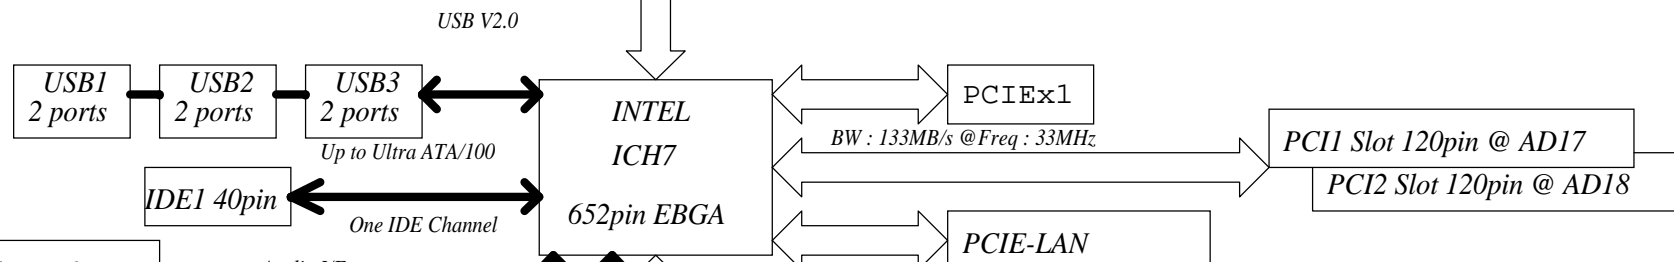 USB V2.0
USB1
2 ports
USB2
2 ports
USB3
2 ports
INTEL
ICH7
652pin EBGA
PCIEx1
BW : 133MB/s @Freq : 33MHz
PCI1 Slot 120pin @ AD17
PCI2 Slot 120pin @ AD18
Up to Ultra ATA/100
IDE1 40pin
One IDE Channel
PCIE-LAN